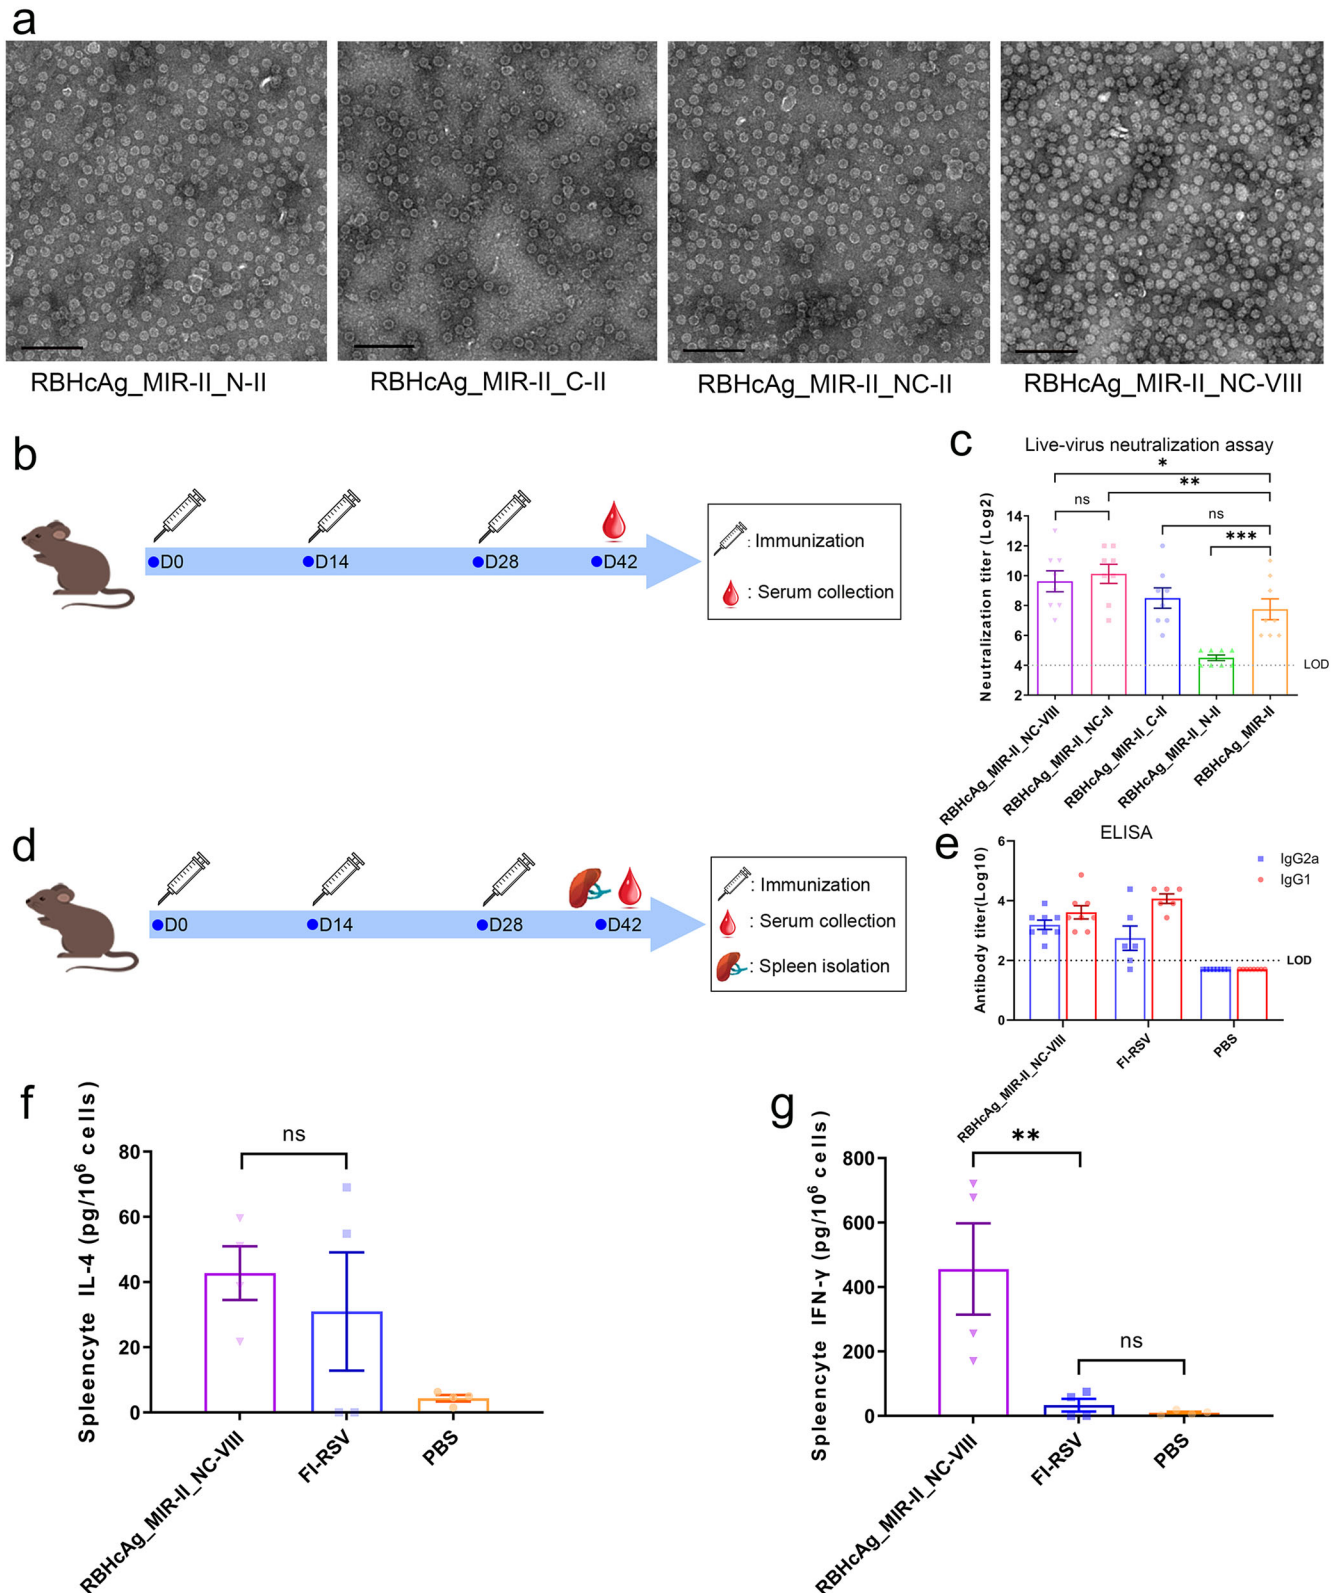 a
RBHcAg_MIR-II_N-II
RBHcAg_MIR-II_C-II
RBHcAg_MIR-II_NC-II
RBHcAg_MIR-II_NC-VIII
b
D0
D14
D28
D42
: Immunization
: Serum collection
c
Live-virus neutralization assay
*
**
ns
ns
***
Neutralization titer (Log2)
14
12
10
8
6
4
2
LOD
RBHcAg_MIR-II_NC-VIII
RBHcAg_MIR-II_NC-II
RBHcAg_MIR-II_C-II
RBHcAg_MIR-II_N-II
RBHcAg_MIR-II
d
D0
D14
D28
D42
: Immunization
: Serum collection
: Spleen isolation
e
ELISA
IgG2a
IgG1
Antibody titer(Log10)
6
4
2
0
LOD
RBHcAg_MIR-II_NC-VIII
FI-RSV
PBS
f
Spleencyte IL-4 (pg/10⁶ cells)
ns
80
60
40
20
0
RBHcAg_MIR-II_NC-VIII
FI-RSV
PBS
g
Spleencyte IFN-γ (pg/10⁶ cells)
**
ns
800
600
400
200
0
RBHcAg_MIR-II_NC-VIII
FI-RSV
PBS